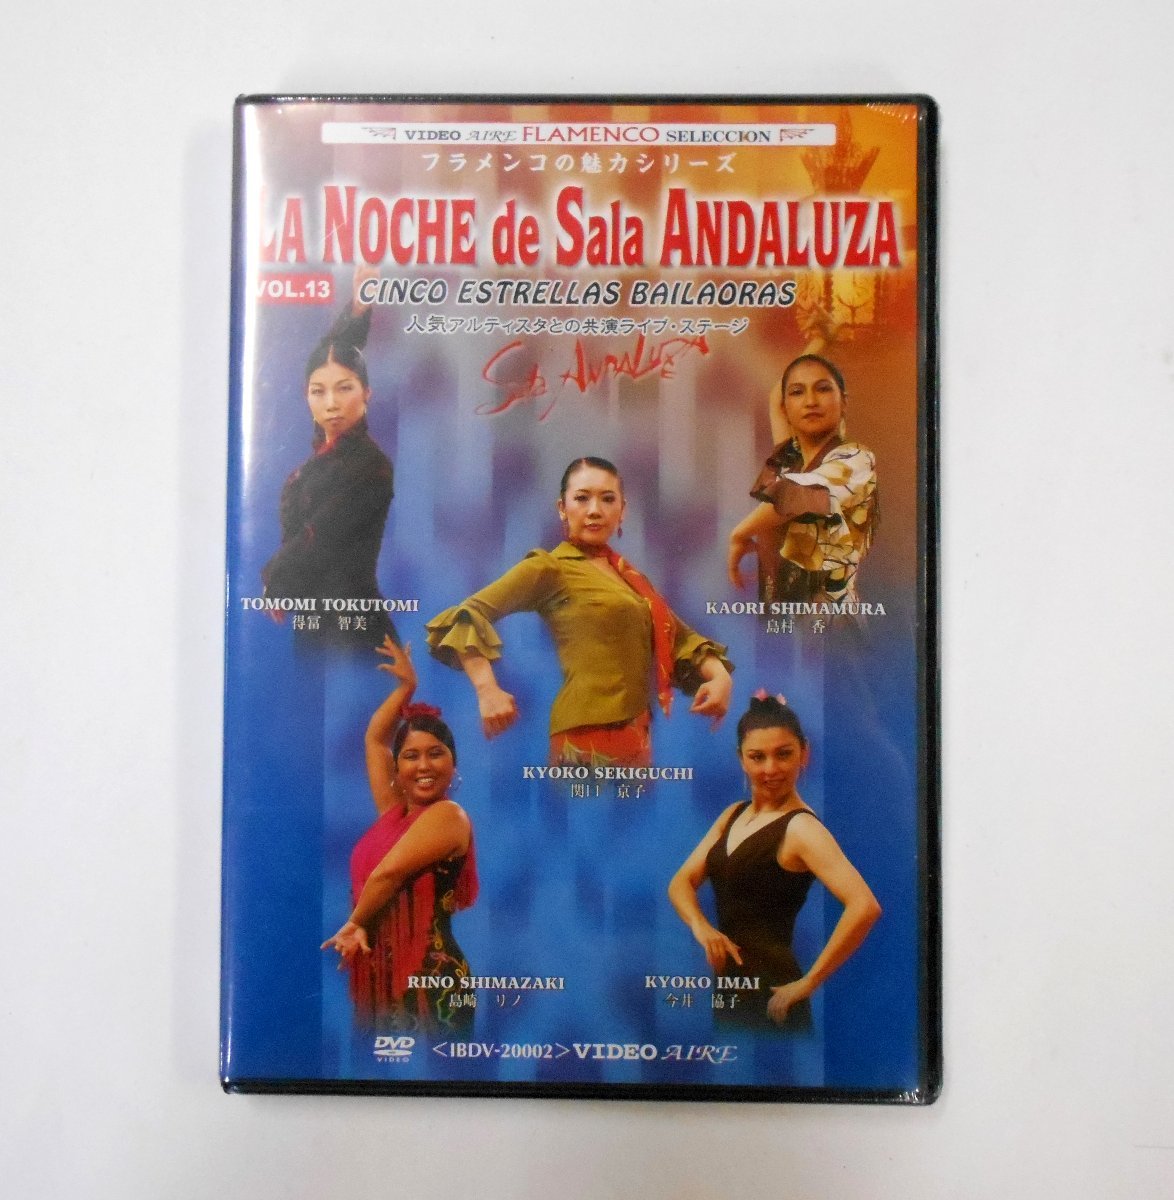 VIDEO AIRE FLAMENCO SELECCION
フラメンコの魅力シリーズ
LA NOCHE de Sala ANDALUZA
VOL.13
CINCO ESTRELLAS BAILAORAS
人気アルティスタとの共演ライブ・ステージ
Sala ANDALUZA
TOMOMI TOKUTOMI
得冨 智美
KAORI SHIMAMURA
島村 香
KYOKO SEKIGUCHI
関口 京子
RINO SHIMAZAKI
島崎 リノ
KYOKO IMAI
今井 協子
DVD VIDEO
<IBDV-20002> VIDEO AIRE